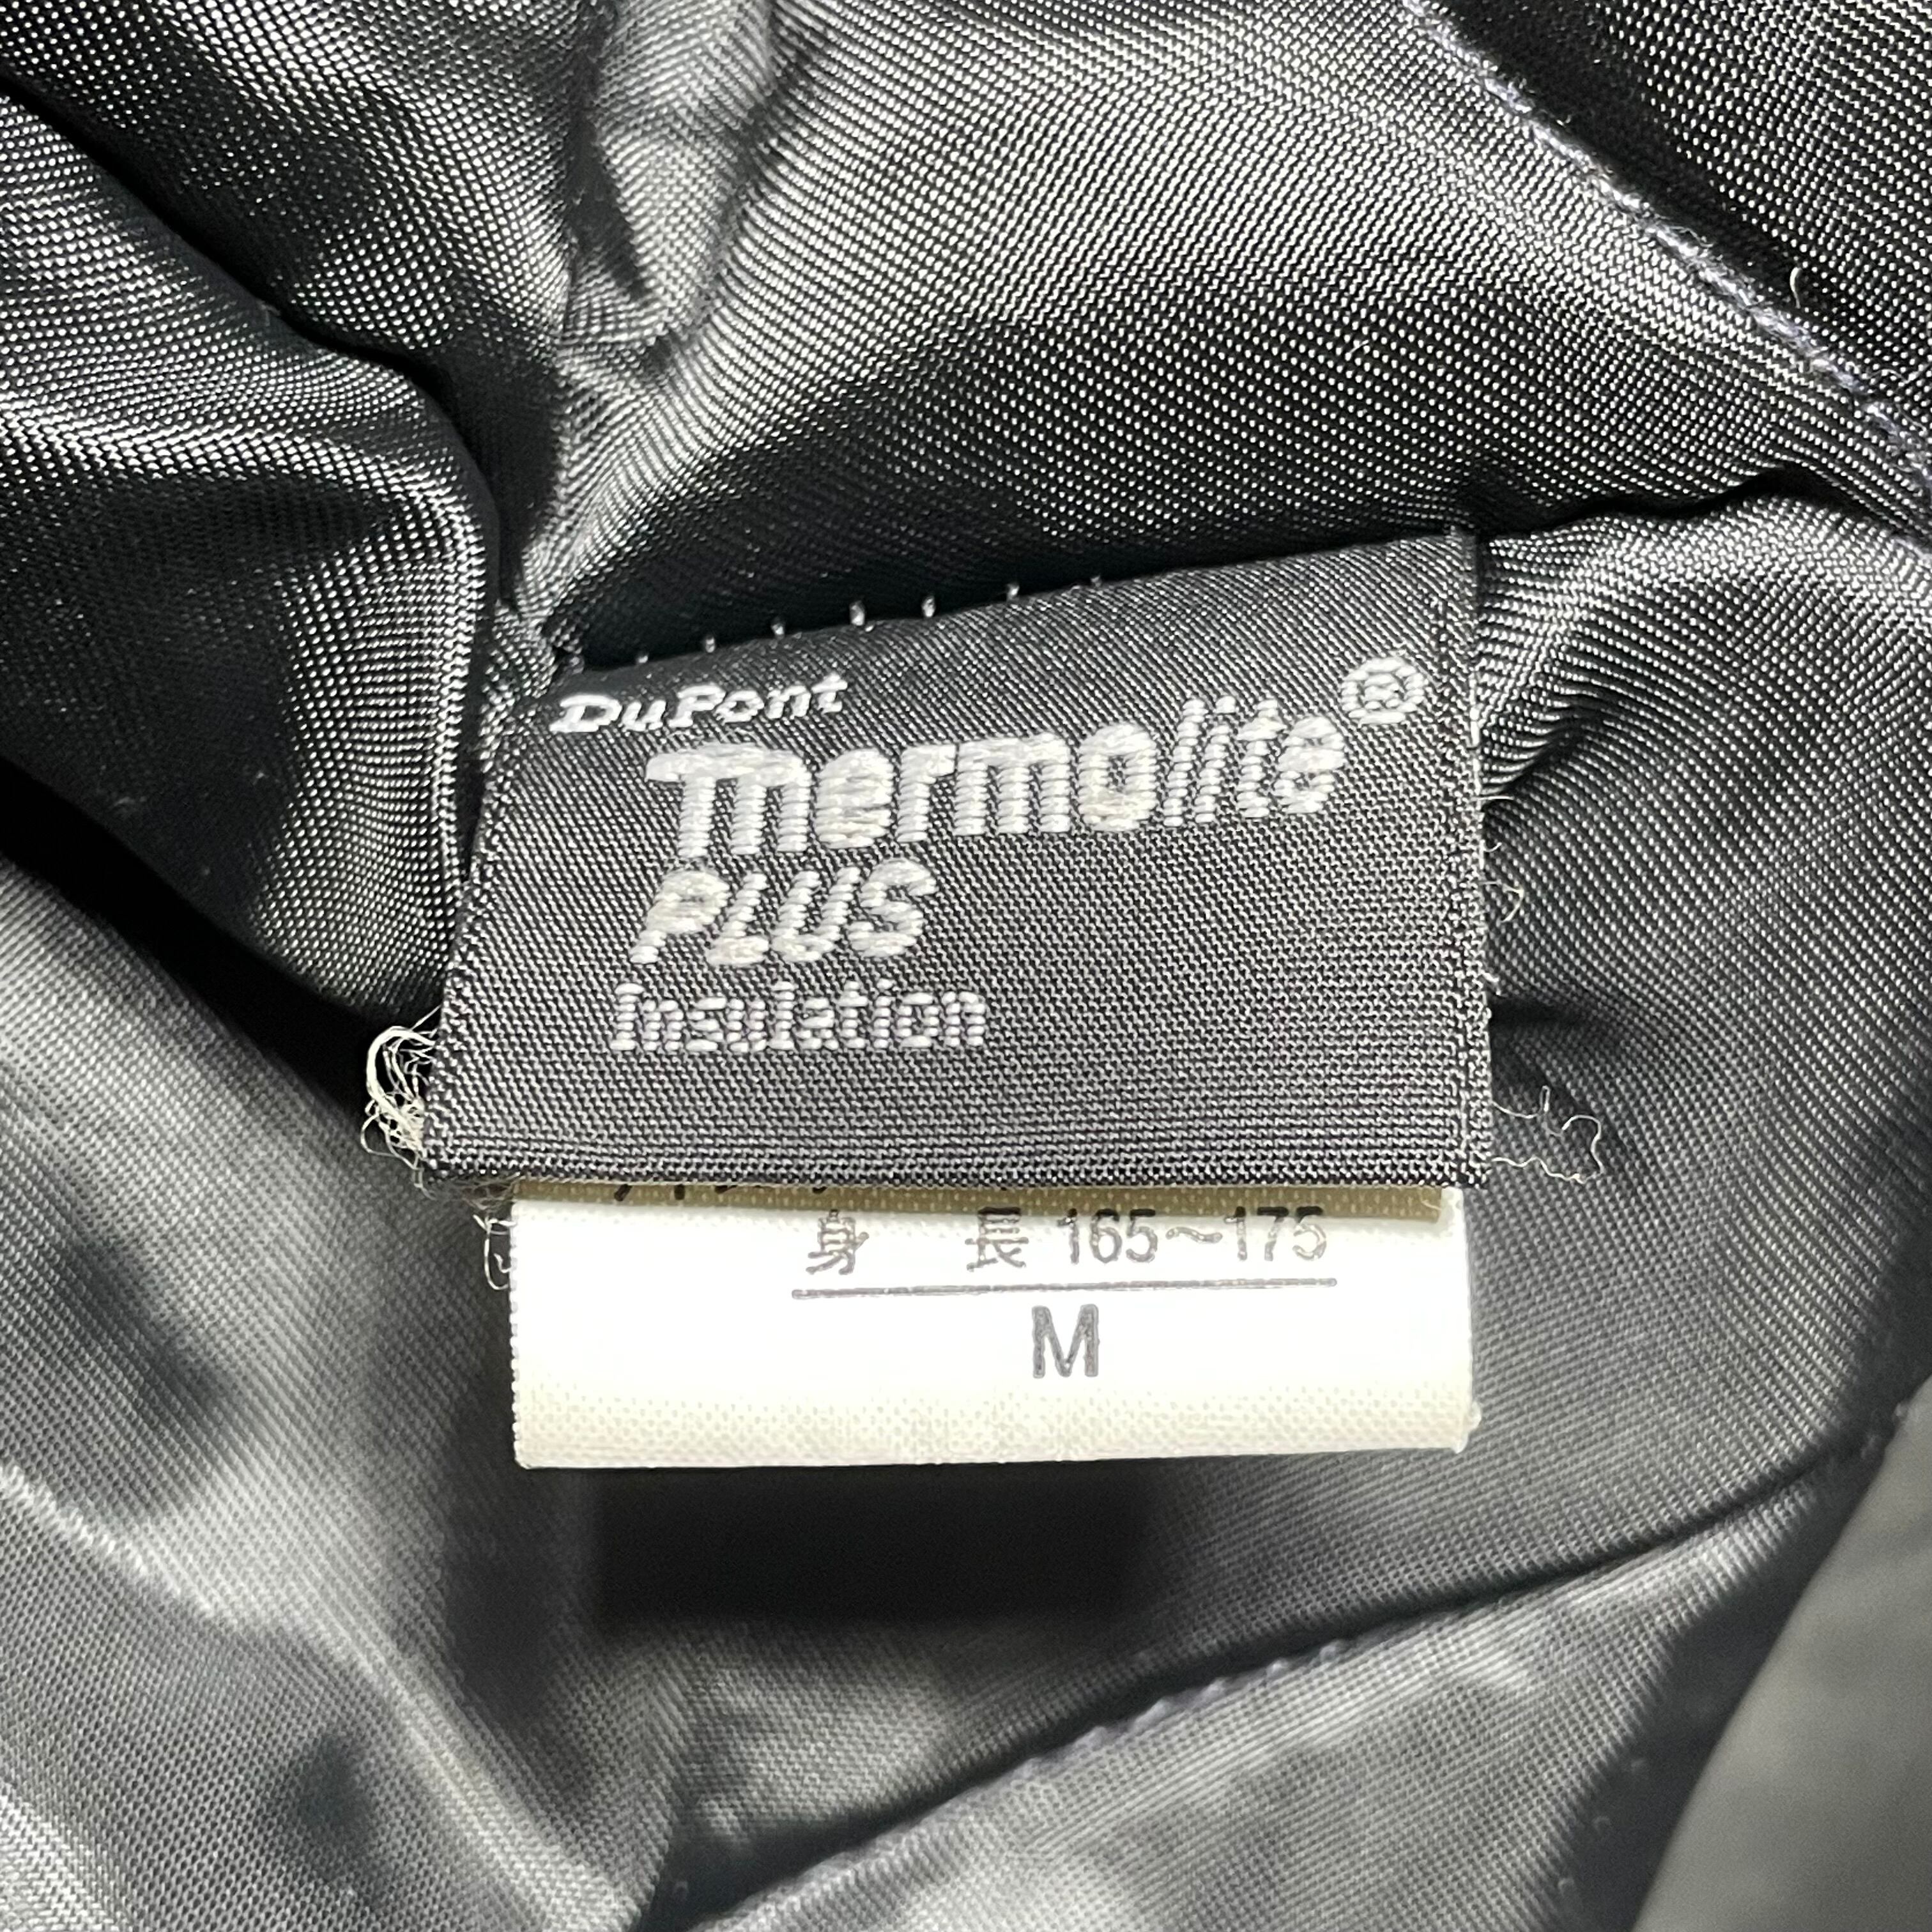 DuPont
Thermolite®
PLUS
Insulation
身 長 165~175
M